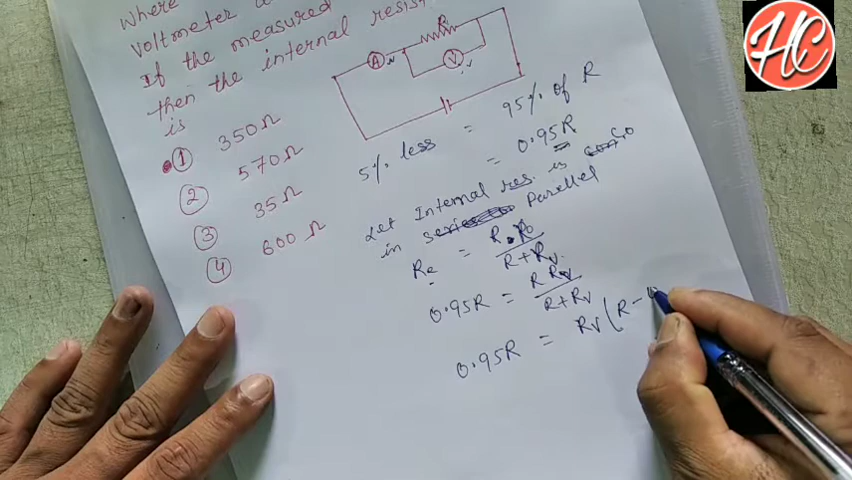 where
voltmeter
If the measured
then the internal resist
is
1 350Ω
2 570Ω
3 35Ω
4 600Ω
R
A
V
HC
5% less = 95% of R
= 0.95R
Let Internal res. is
in Parallel so
Re = R.R / R+Rv
0.95R = R Rv / R+Rv
0.95R = Rv (R-